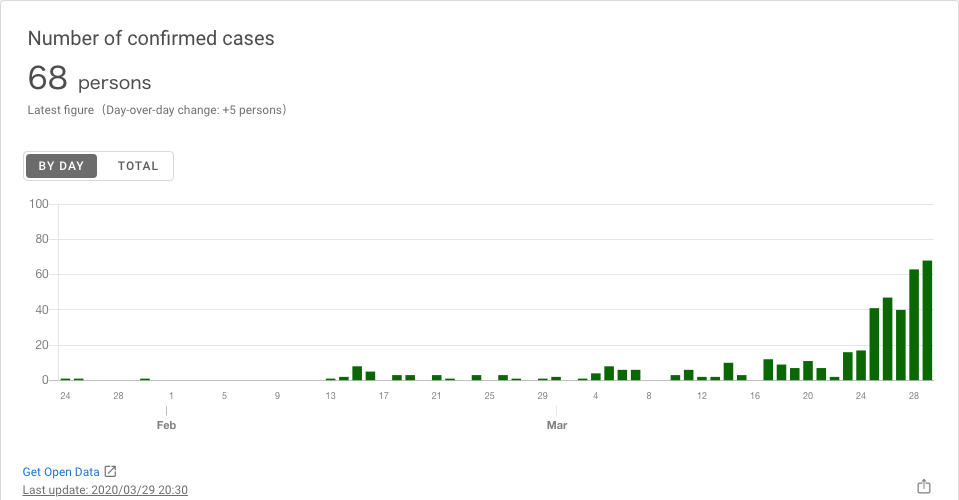 Number of confirmed cases
68 persons
Latest figure（Day-over-day change: +5 persons）
BY DAY TOTAL
100
80
60
40
20
0
24 28 1 5 9 13 17 21 25 29 4 8 12 16 20 24 28
Feb Mar
Get Open Data
Last update: 2020/03/29 20:30